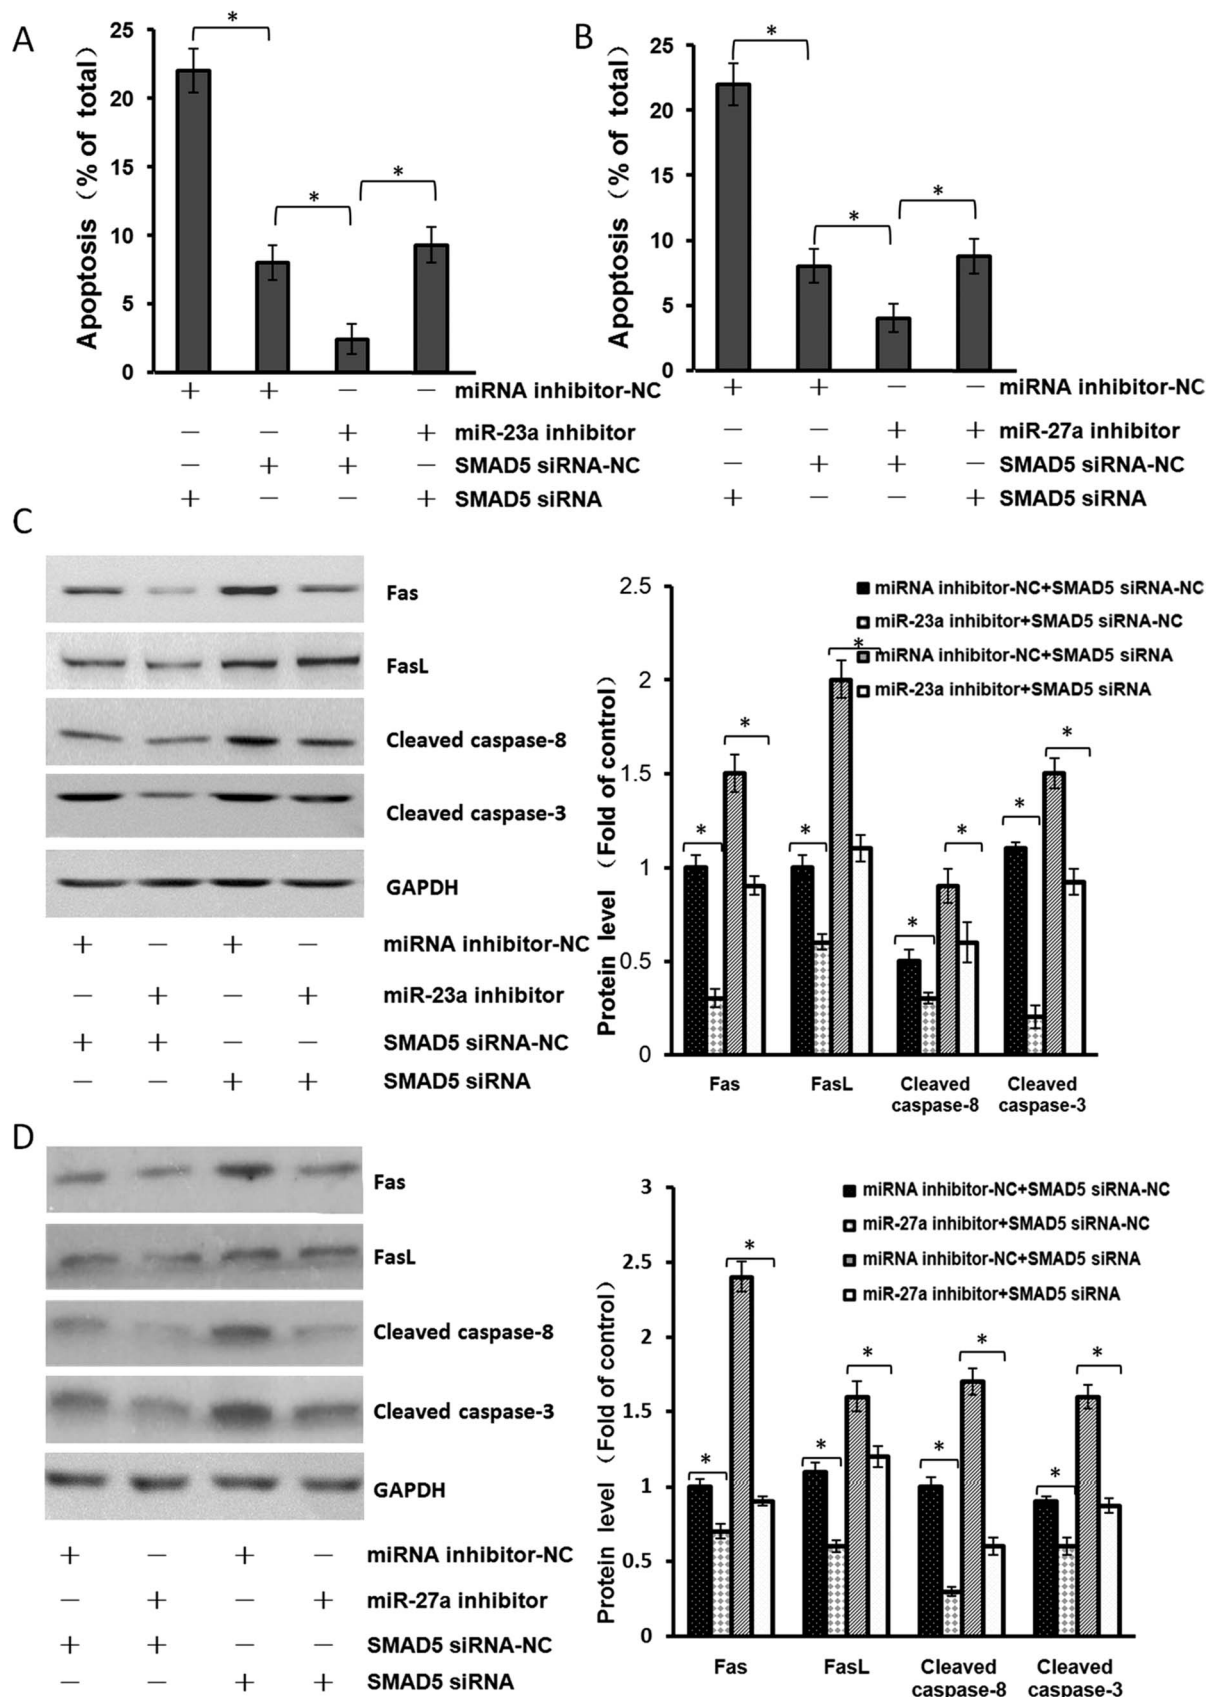 A
Apoptosis (% of total)
25
20
15
10
5
0
*
*
*
+ + − − miRNA inhibitor-NC
− − + + miR-23a inhibitor
− + + − SMAD5 siRNA-NC
+ − − + SMAD5 siRNA
B
Apoptosis (% of total)
25
20
15
10
5
0
*
*
*
+ + − − miRNA inhibitor-NC
− − + + miR-27a inhibitor
− + + − SMAD5 siRNA-NC
+ − − + SMAD5 siRNA
C
Fas
FasL
Cleaved caspase-8
Cleaved caspase-3
GAPDH
+ − + − miRNA inhibitor-NC
− + − + miR-23a inhibitor
+ + − − SMAD5 siRNA-NC
− − + + SMAD5 siRNA
Protein level (Fold of control)
2.5
2
1.5
1
0.5
0
miRNA inhibitor-NC+SMAD5 siRNA-NC
miR-23a inhibitor+SMAD5 siRNA-NC
miRNA inhibitor-NC+SMAD5 siRNA
miR-23a inhibitor+SMAD5 siRNA
* * * * * * * *
Fas FasL Cleaved Cleaved
caspase-8 caspase-3
D
Fas
FasL
Cleaved caspase-8
Cleaved caspase-3
GAPDH
+ − + − miRNA inhibitor-NC
− + − + miR-27a inhibitor
+ + − − SMAD5 siRNA-NC
− − + + SMAD5 siRNA
Protein level (Fold of control)
3
2.5
2
1.5
1
0.5
0
miRNA inhibitor-NC+SMAD5 siRNA-NC
miR-27a inhibitor+SMAD5 siRNA-NC
miRNA inhibitor-NC+SMAD5 siRNA
miR-27a inhibitor+SMAD5 siRNA
* * * * * * * *
Fas FasL Cleaved Cleaved
caspase-8 caspase-3